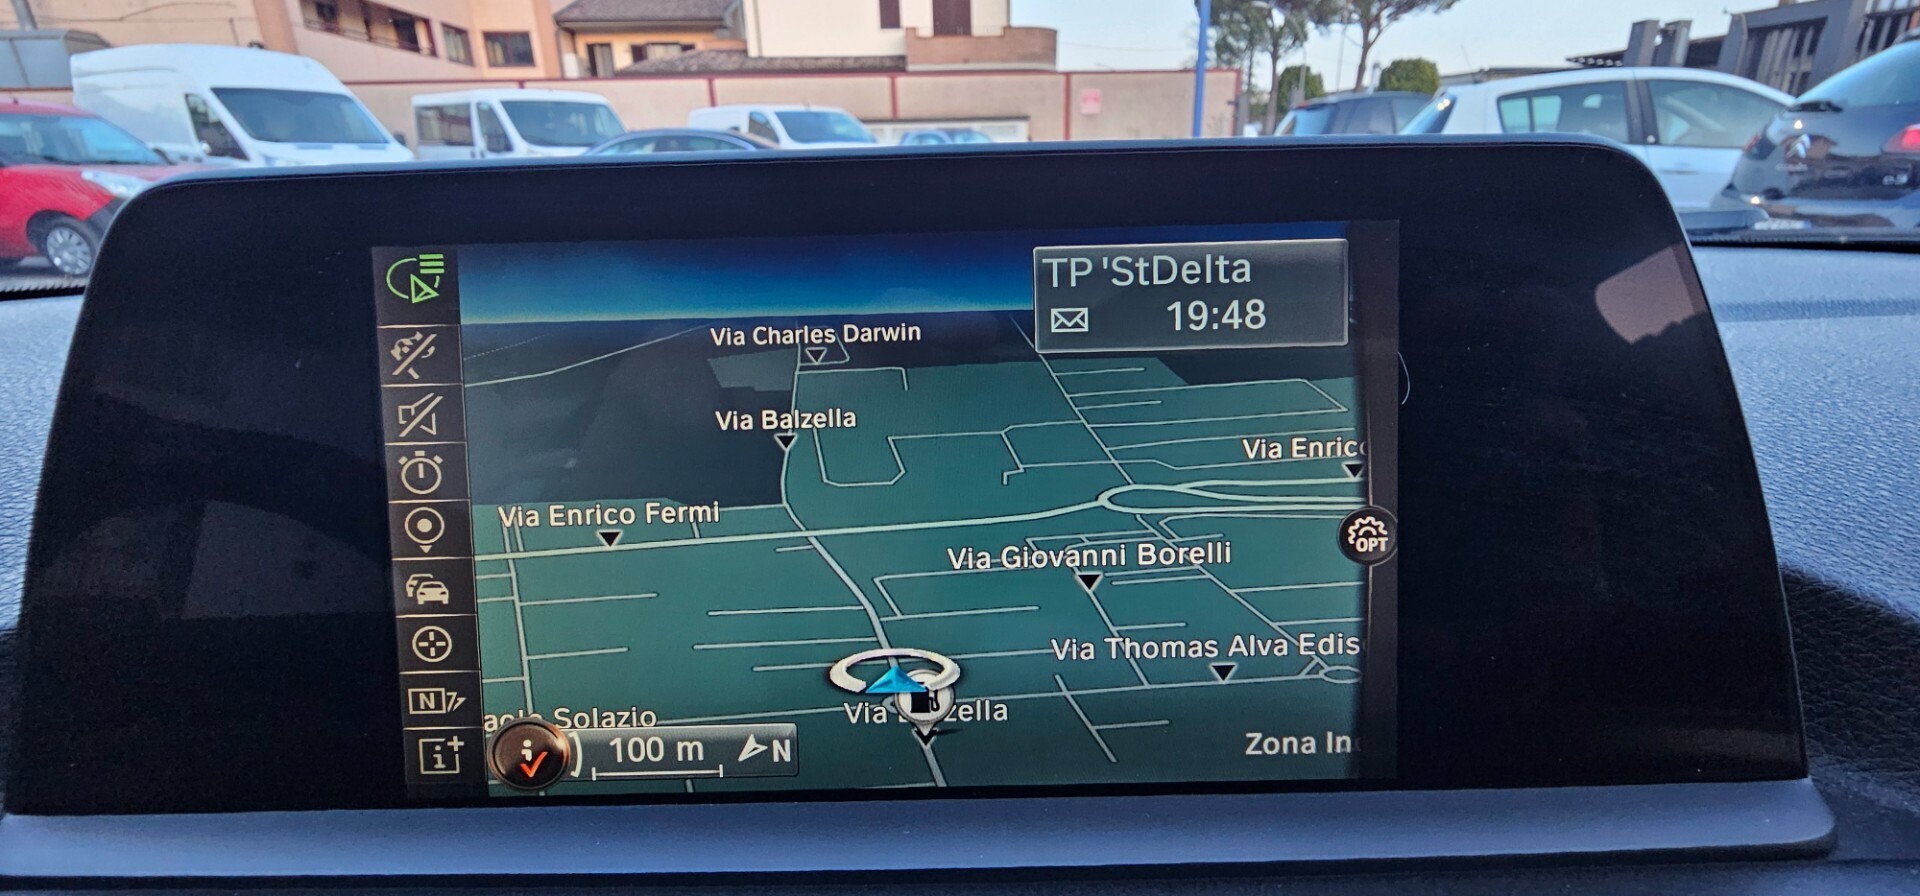 TP 'StDelta
19:48
Via Charles Darwin
Via Balzella
Via Enric
Via Enrico Fermi
OPT
Via Giovanni Borelli
Via Thomas Alva Edis
N
Solazio
Via
zella
i
100 m
N
Zona In
i+